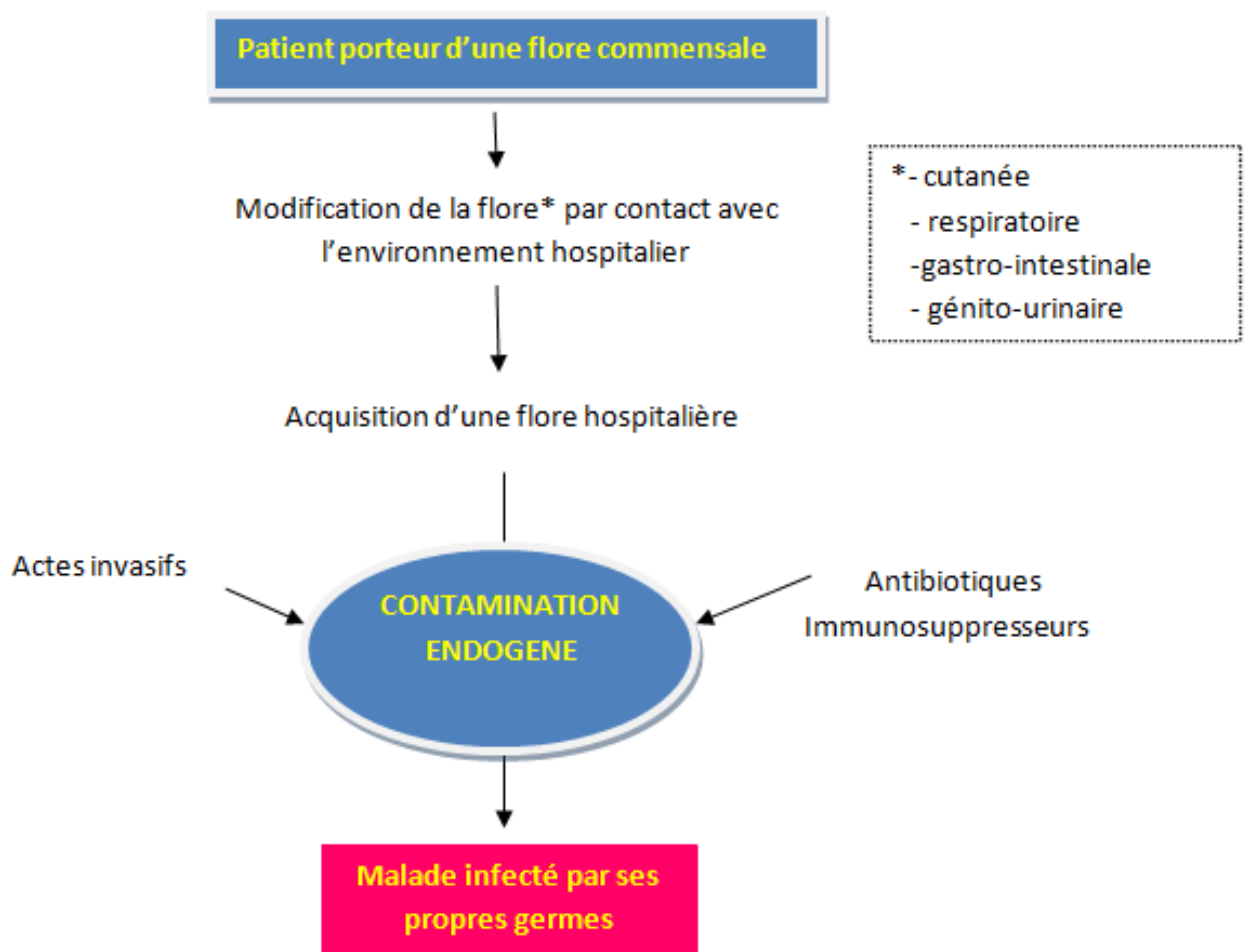 Patient porteur d'une flore commensale
*- cutanée
- respiratoire
-gastro-intestinale
- génito-urinaire
Modification de la flore* par contact avec
l'environnement hospitalier
Acquisition d'une flore hospitalière
Actes invasifs
CONTAMINATION
ENDOGENE
Antibiotiques
Immunosuppresseurs
Malade infecté par ses
propres germes